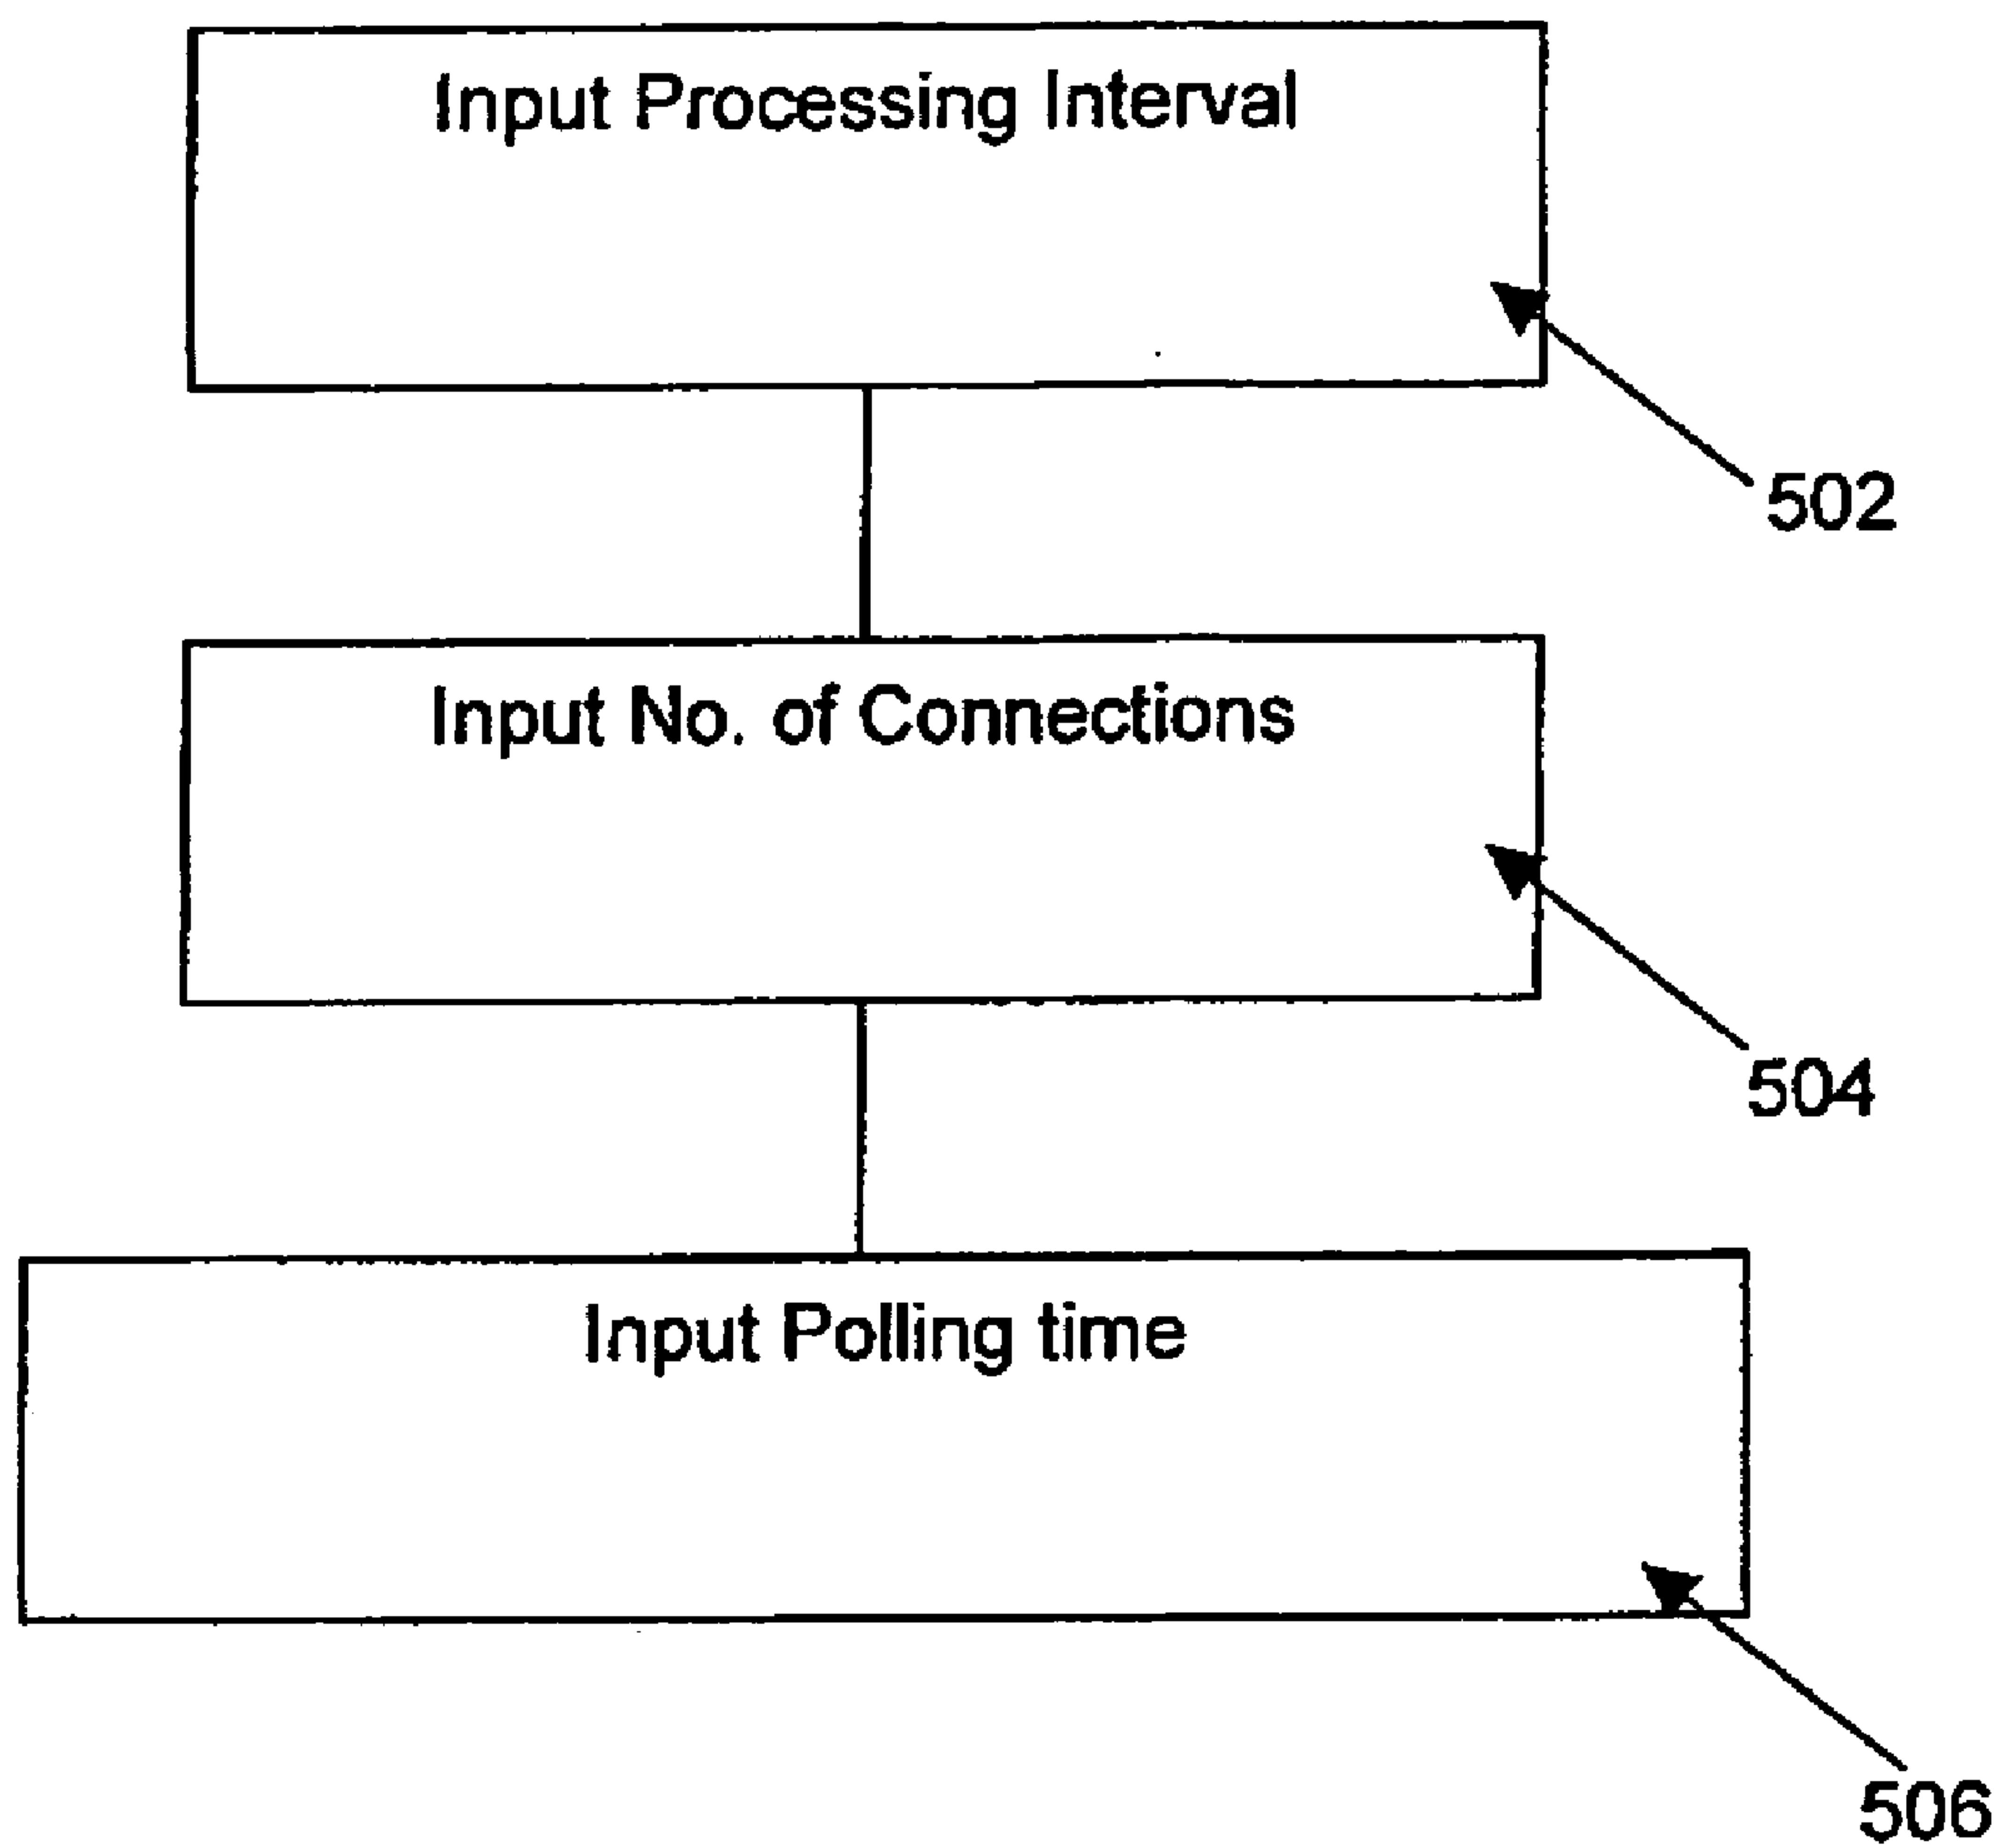 Input Processing Interval
502
Input No. of Connections
504
Input Polling time
506